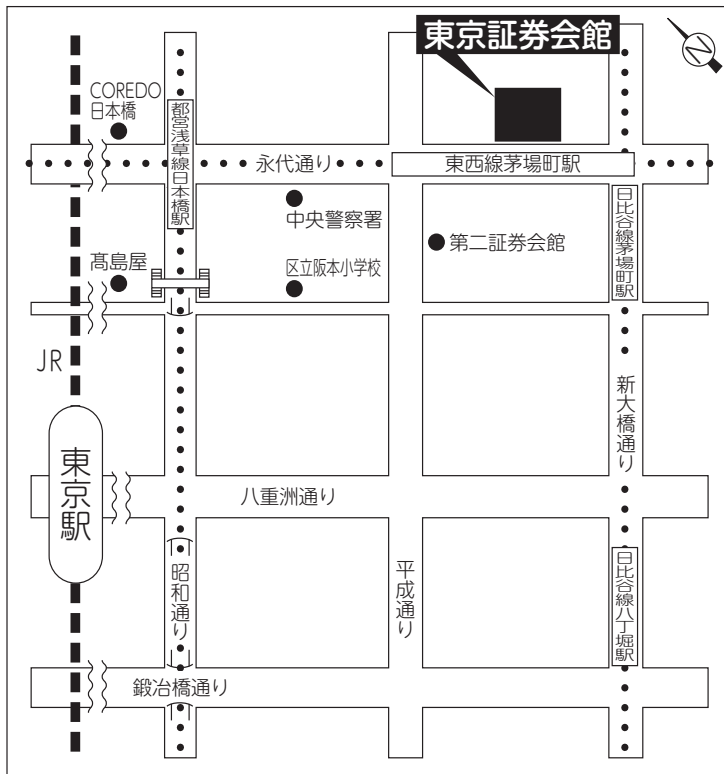 東京証券会館
N
COREDO
日本橋
都営浅草線日本橋駅
永代通り
東西線茅場町駅
中央警察署
第二証券会館
日比谷線茅場町駅
髙島屋
区立阪本小学校
JR
新大橋通り
東京駅
八重洲通り
昭和通り
平成通り
日比谷線八丁堀駅
鍛冶橋通り